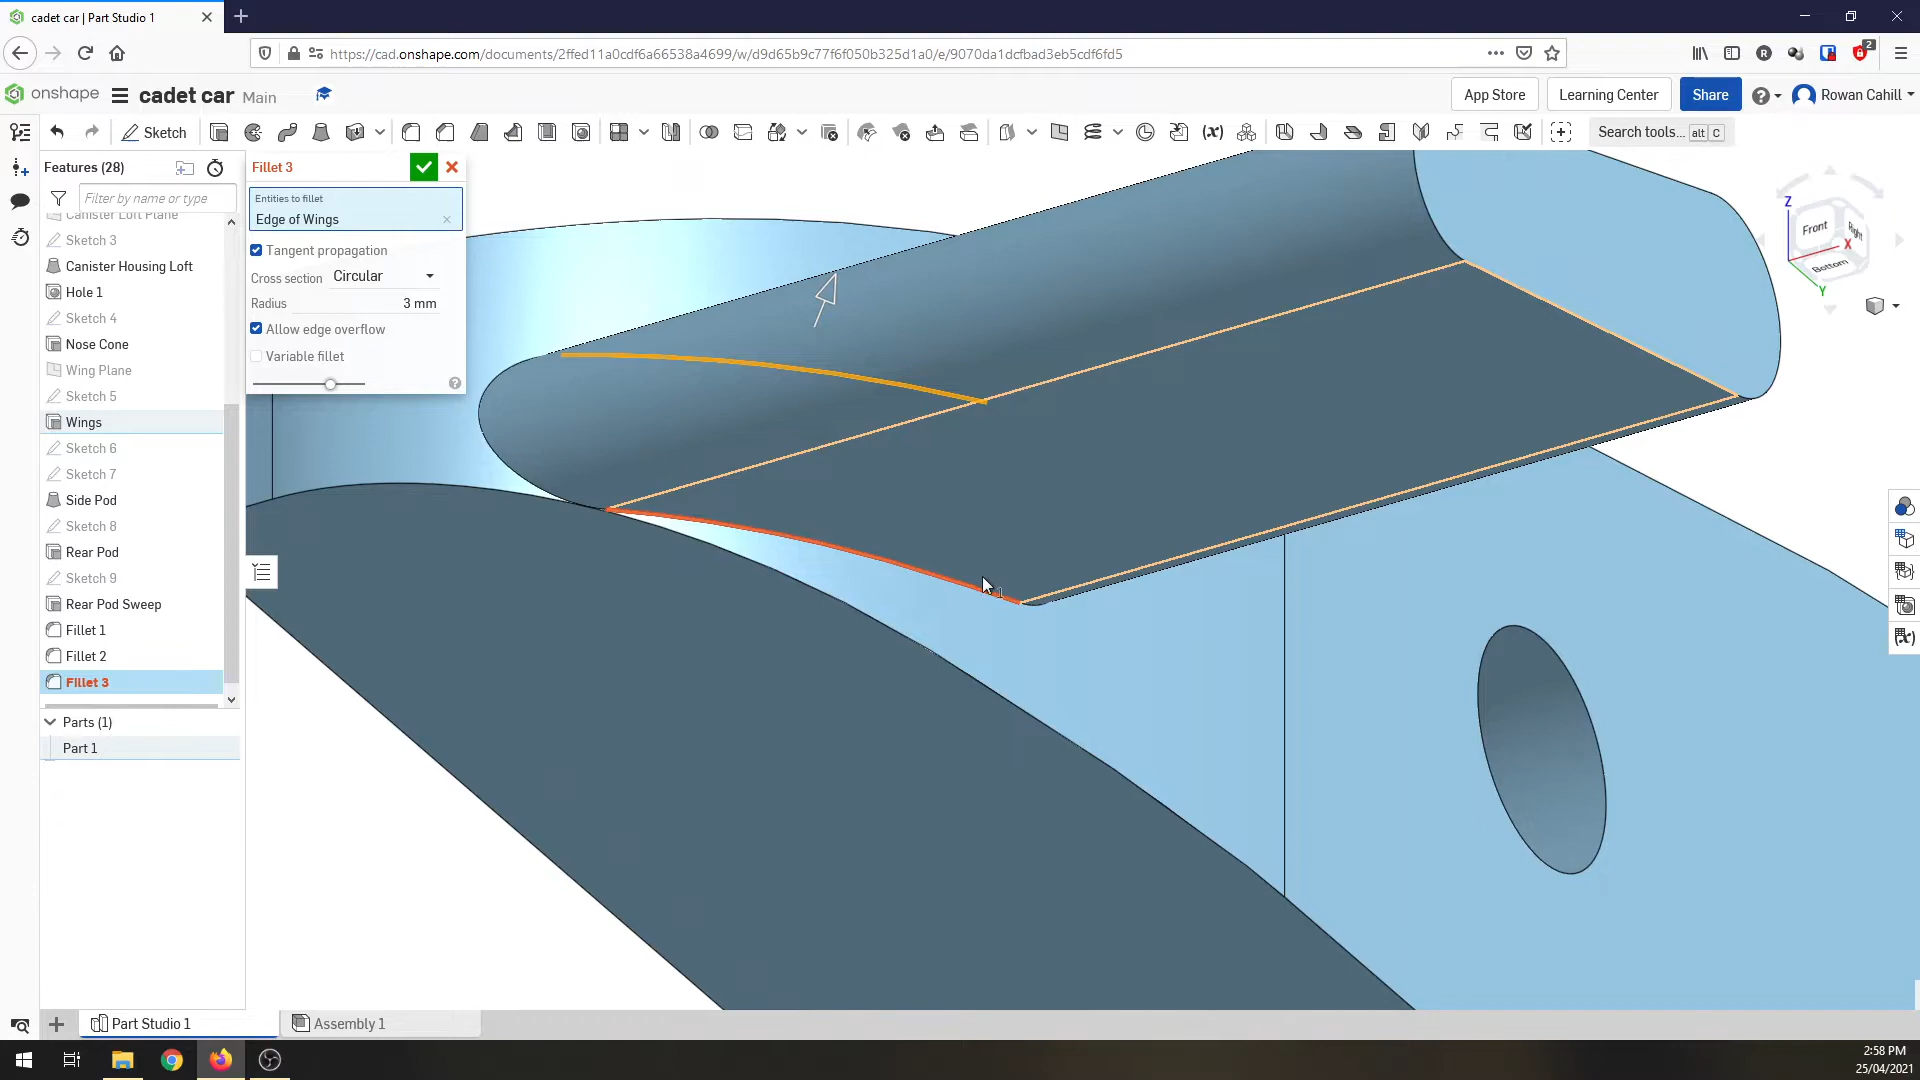 cadet car | Part Studio 1
https://cad.onshape.com/documents/2ffed11a0cdf6a66538a4699/w/d9d65b9c77f6f050b325d1a0/e/9070da1dcfbad3eb5cdf6fd5
2
onshape
cadet car Main
App Store
Learning Center
Share
Rowan Cahill
Sketch
Search tools... alt C
Features (28)
Filter by name or type
Canister Loft Plane
Sketch 3
Canister Housing Loft
Hole 1
Sketch 4
Nose Cone
Wing Plane
Sketch 5
Wings
Sketch 6
Sketch 7
Side Pod
Sketch 8
Rear Pod
Sketch 9
Rear Pod Sweep
Fillet 1
Fillet 2
Fillet 3
Parts (1)
Part 1
Fillet 3
Entities to fillet
Edge of Wings
Tangent propagation
Cross section Circular
Radius 3 mm
Allow edge overflow
Variable fillet
Z
Front
Right
X
Bottom
Y
Part Studio 1
Assembly 1
2:58 PM
25/04/2021